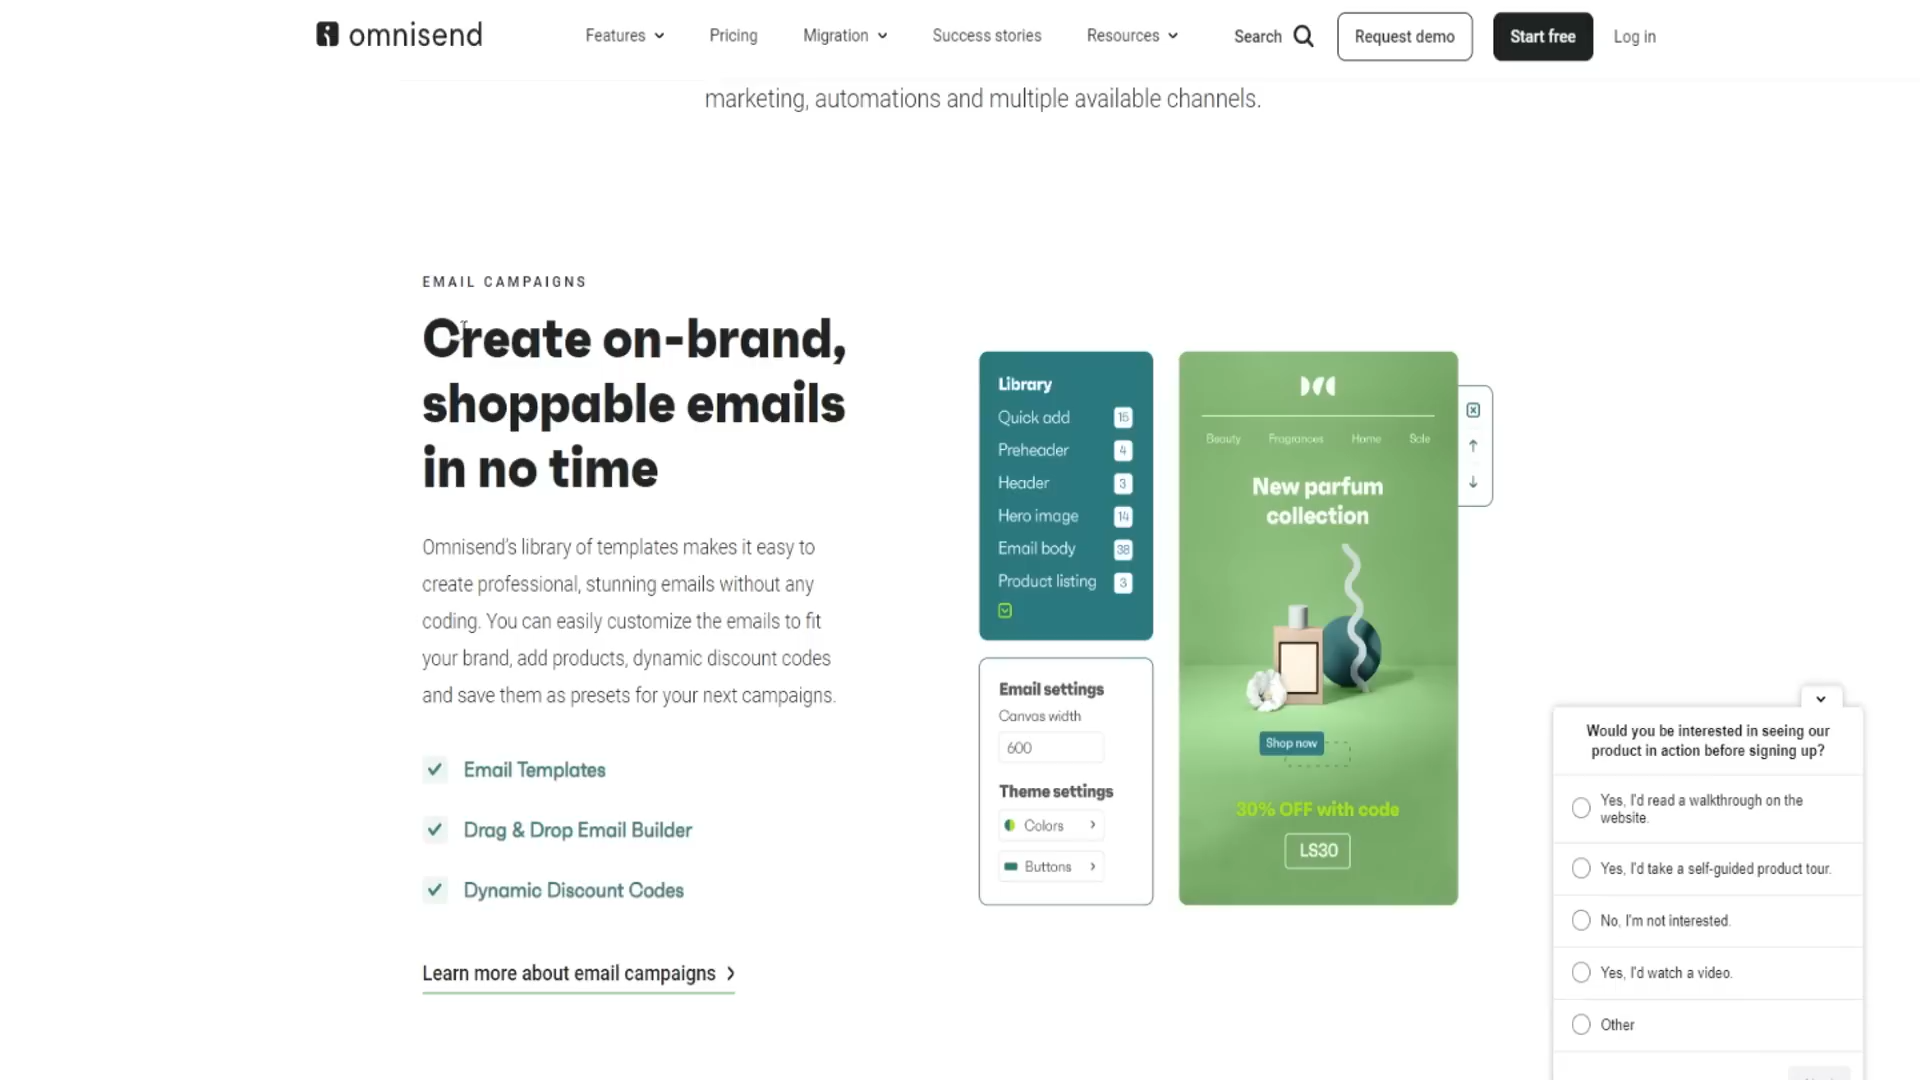 omnisend
Features
Pricing
Migration
Success stories
Resources
Search
Request demo
Start free
Log in
marketing, automations and multiple available channels.
EMAIL CAMPAIGNS
Create on-brand,
shoppable emails
in no time
Omnisend's library of templates makes it easy to
create professional, stunning emails without any
coding. You can easily customize the emails to fit
your brand, add products, dynamic discount codes
and save them as presets for your next campaigns.
Email Templates
Drag & Drop Email Builder
Dynamic Discount Codes
Learn more about email campaigns
Library
Quick add 15
Preheader 4
Header 3
Hero image 14
Email body 38
Product listing 3
Email settings
Canvas width
600
Theme settings
Colors
Buttons
Beauty Fragrances Home Sale
New parfum
collection
Shop now
30% OFF with code
LS30
Would you be interested in seeing our
product in action before signing up?
Yes, I'd read a walkthrough on the
website.
Yes, I'd take a self-guided product tour.
No, I'm not interested.
Yes, I'd watch a video.
Other